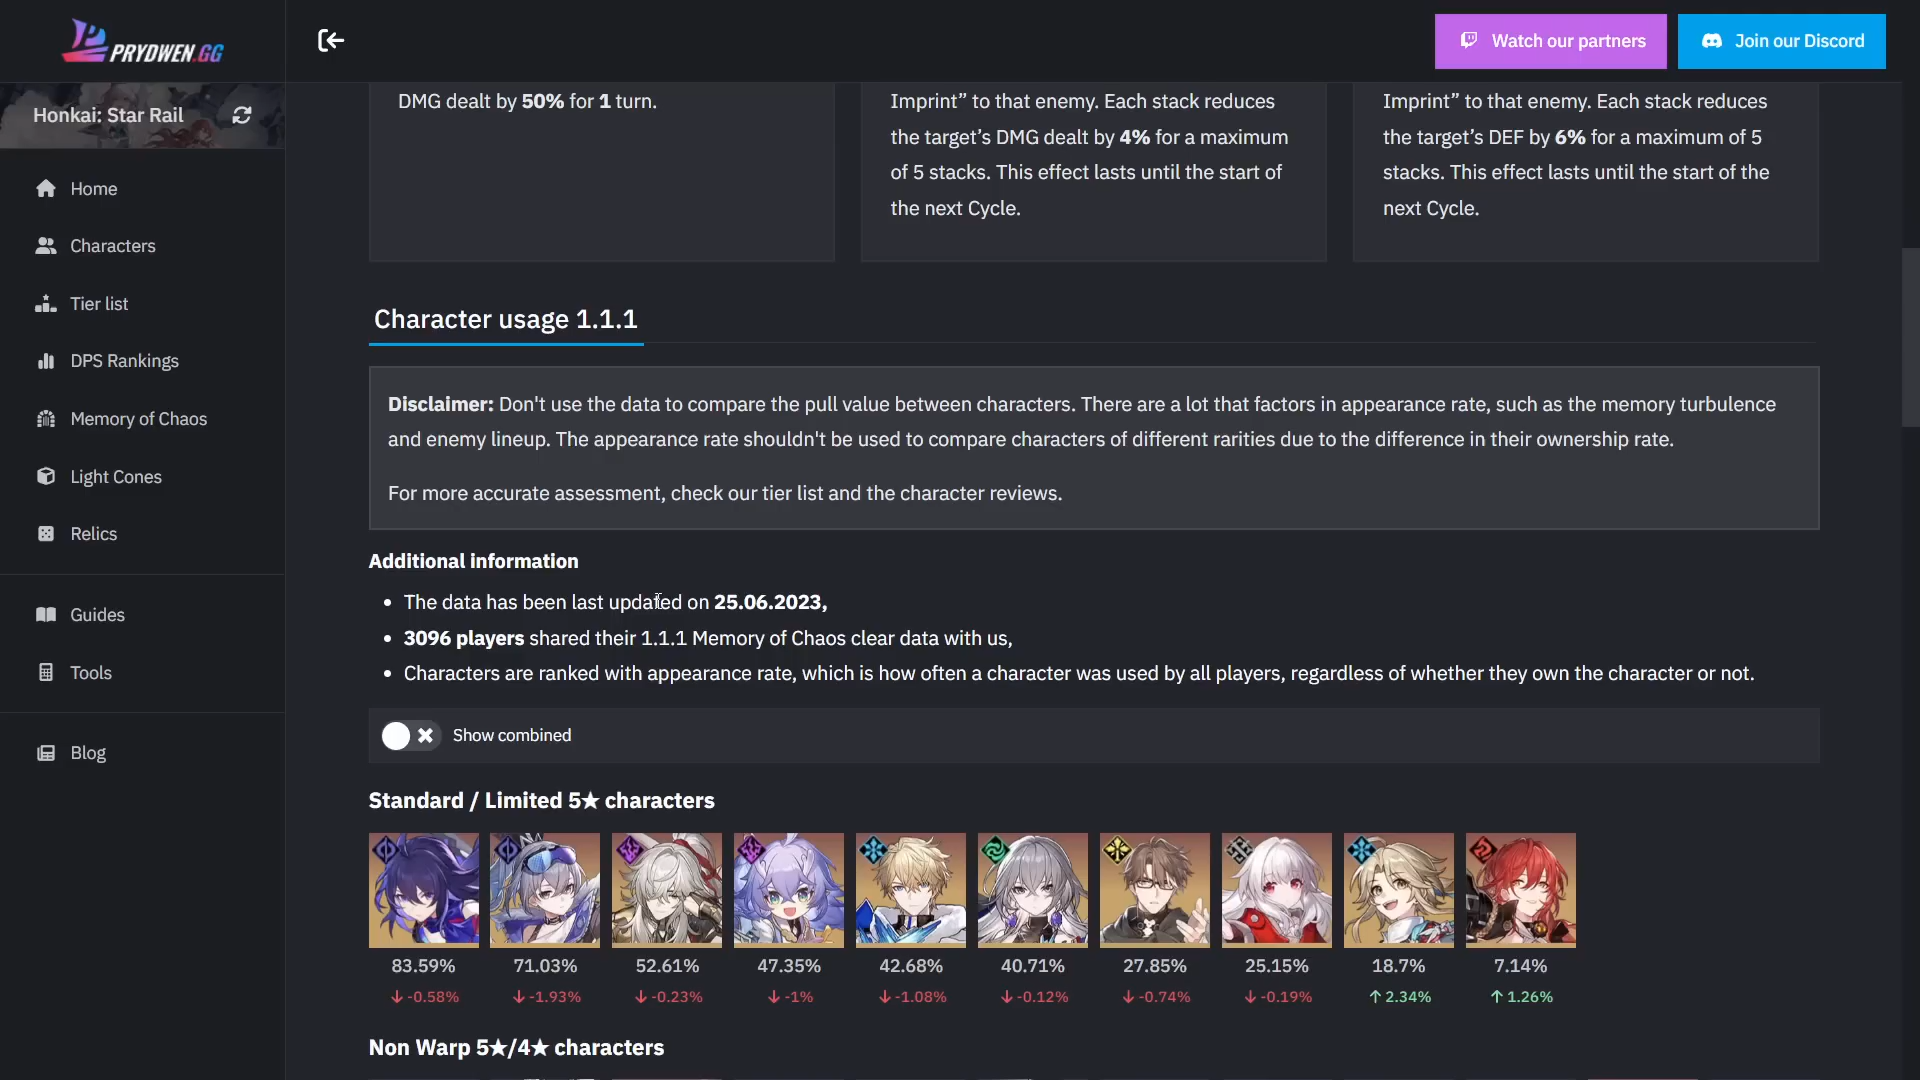 PRYDWEN.GG
Watch our partners
Join our Discord
Honkai: Star Rail
Home
Characters
Tier list
DPS Rankings
Memory of Chaos
Light Cones
Relics
Guides
Tools
Blog
DMG dealt by 50% for 1 turn.
Imprint” to that enemy. Each stack reduces
the target’s DMG dealt by 4% for a maximum
of 5 stacks. This effect lasts until the start of
the next Cycle.
Imprint” to that enemy. Each stack reduces
the target’s DEF by 6% for a maximum of 5
stacks. This effect lasts until the start of the
next Cycle.
Character usage 1.1.1
Disclaimer: Don't use the data to compare the pull value between characters. There are a lot that factors in appearance rate, such as the memory turbulence
and enemy lineup. The appearance rate shouldn't be used to compare characters of different rarities due to the difference in their ownership rate.
For more accurate assessment, check our tier list and the character reviews.
Additional information
• The data has been last updated on 25.06.2023,
• 3096 players shared their 1.1.1 Memory of Chaos clear data with us,
• Characters are ranked with appearance rate, which is how often a character was used by all players, regardless of whether they own the character or not.
Show combined
Standard / Limited 5★ characters
83.59% 71.03% 52.61% 47.35% 42.68% 40.71% 27.85% 25.15% 18.7% 7.14%
↓ -0.58% ↓ -1.93% ↓ -0.23% ↓ -1% ↓ -1.08% ↓ -0.12% ↓ -0.74% ↓ -0.19% ↑ 2.34% ↑ 1.26%
Non Warp 5★/4★ characters